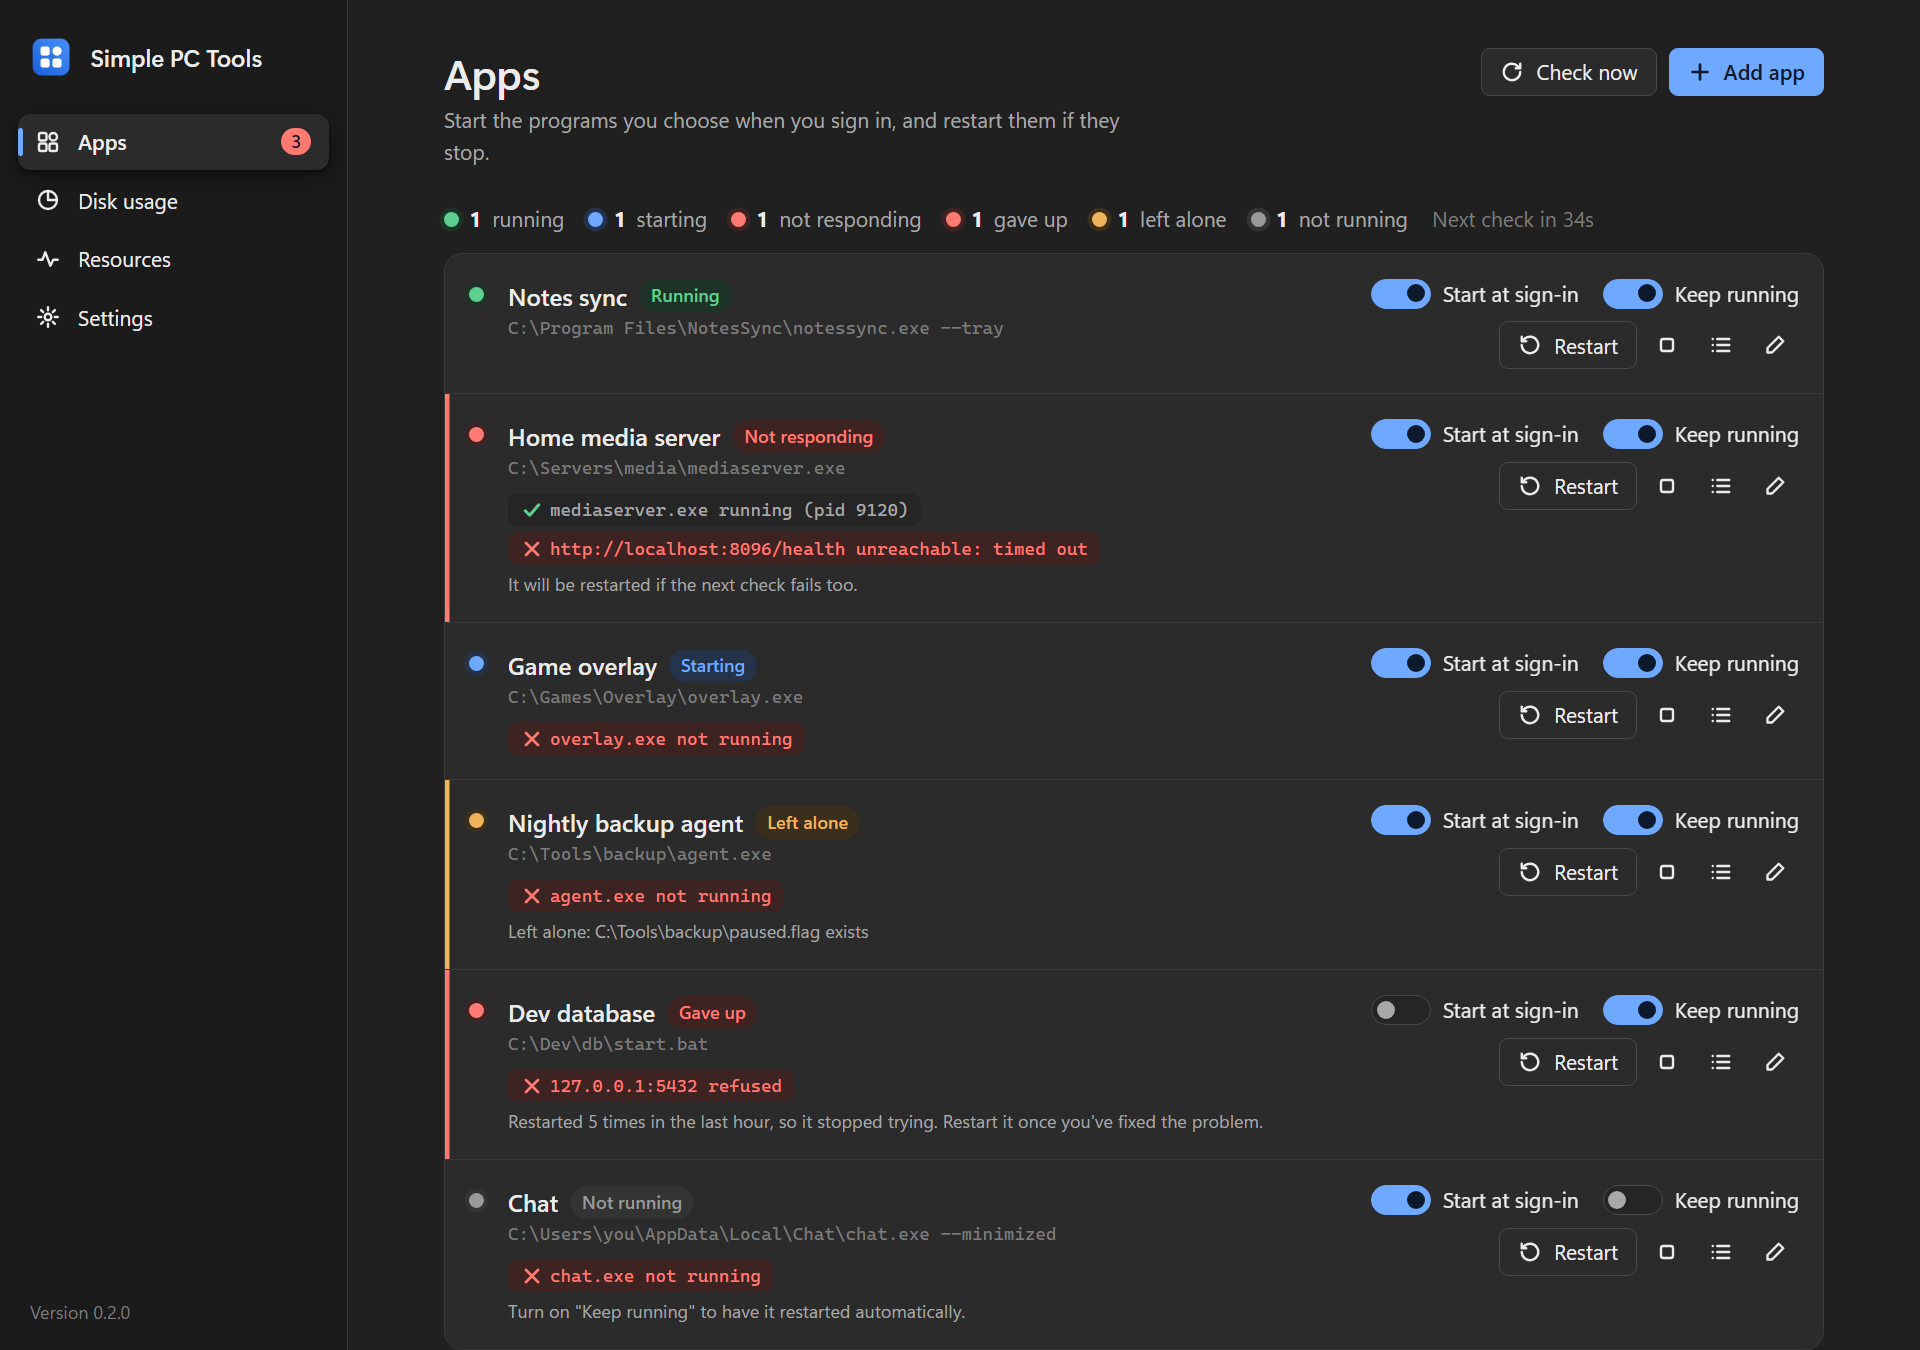 Simple PC Tools
Apps 3
Disk usage
Resources
Settings
Version 0.2.0
Apps
Start the programs you choose when you sign in, and restart them if they
stop.
Check now
Add app
1 running 1 starting 1 not responding 1 gave up 1 left alone 1 not running Next check in 34s
Notes sync Running
C:\Program Files\NotesSync\notessync.exe --tray
Start at sign-in Keep running
Restart
Home media server Not responding
C:\Servers\media\mediaserver.exe
mediaserver.exe running (pid 9120)
http://localhost:8096/health unreachable: timed out
It will be restarted if the next check fails too.
Start at sign-in Keep running
Restart
Game overlay Starting
C:\Games\Overlay\overlay.exe
overlay.exe not running
Start at sign-in Keep running
Restart
Nightly backup agent Left alone
C:\Tools\backup\agent.exe
agent.exe not running
Left alone: C:\Tools\backup\paused.flag exists
Start at sign-in Keep running
Restart
Dev database Gave up
C:\Dev\db\start.bat
127.0.0.1:5432 refused
Restarted 5 times in the last hour, so it stopped trying. Restart it once you've fixed the problem.
Start at sign-in Keep running
Restart
Chat Not running
C:\Users\you\AppData\Local\Chat\chat.exe --minimized
chat.exe not running
Turn on "Keep running" to have it restarted automatically.
Start at sign-in Keep running
Restart